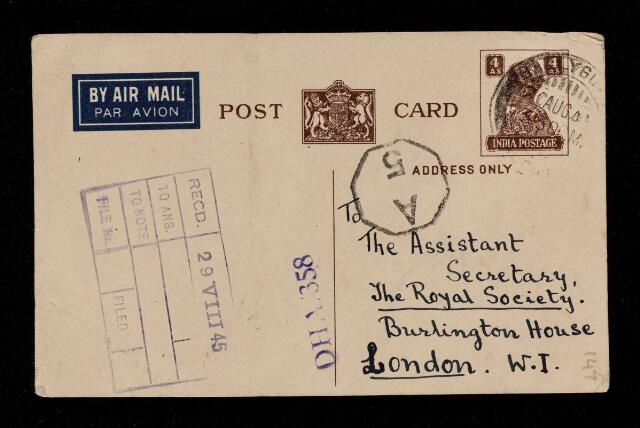 BY AIR MAIL
PAR AVION
POST CARD
4 AS 4 AS
INDIA POSTAGE
ADDRESS ONLY
A
5
To
The Assistant
Secretary,
The Royal Society.
Burlington House
London. W.I.
RECD. 29 VIII 45
TO ANS.
TO NOTE
FILE No. FILED
147